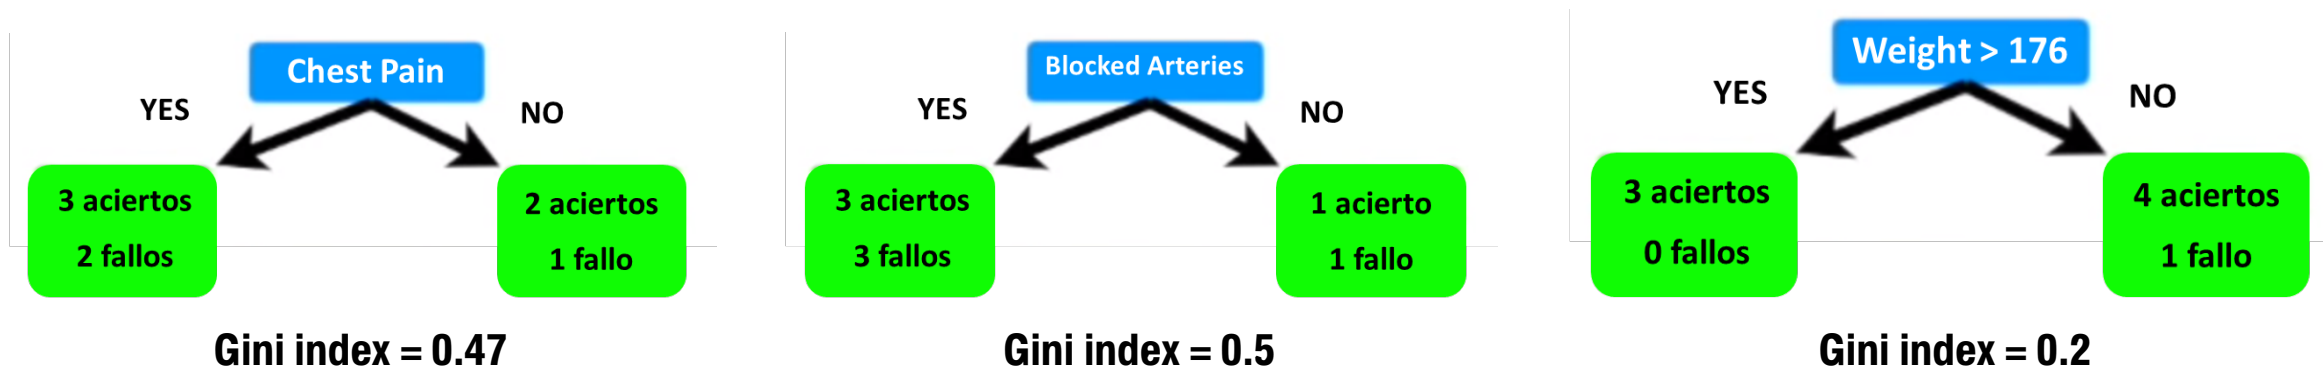 Chest Pain
YES
NO
3 aciertos
2 fallos
2 aciertos
1 fallo
Gini index = 0.47
Blocked Arteries
YES
NO
3 aciertos
3 fallos
1 acierto
1 fallo
Gini index = 0.5
Weight > 176
YES
NO
3 aciertos
0 fallos
4 aciertos
1 fallo
Gini index = 0.2